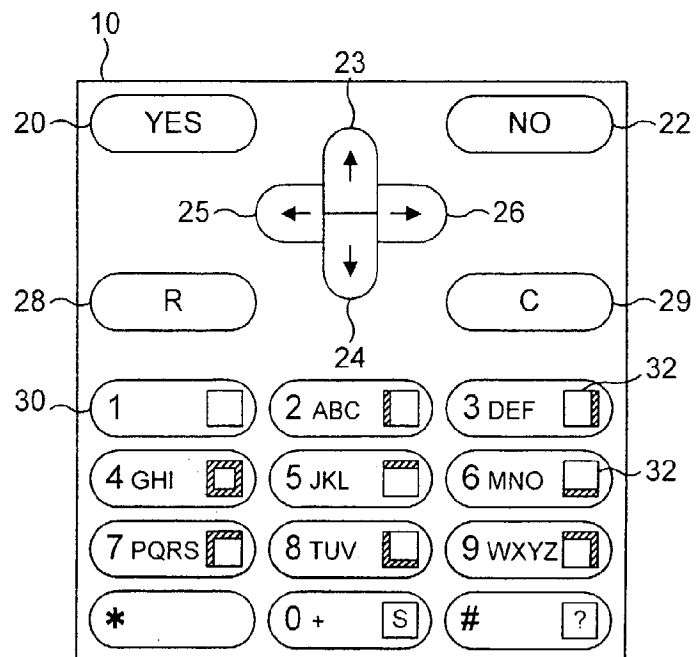 10
23
20 YES NO 22
↑
25 ← → 26
↓
28 R C 29
24
32
30 1 2 ABC 3 DEF
4 GHI 5 JKL 6 MNO 32
7 PQRS 8 TUV 9 WXYZ
* 0 + S # ?